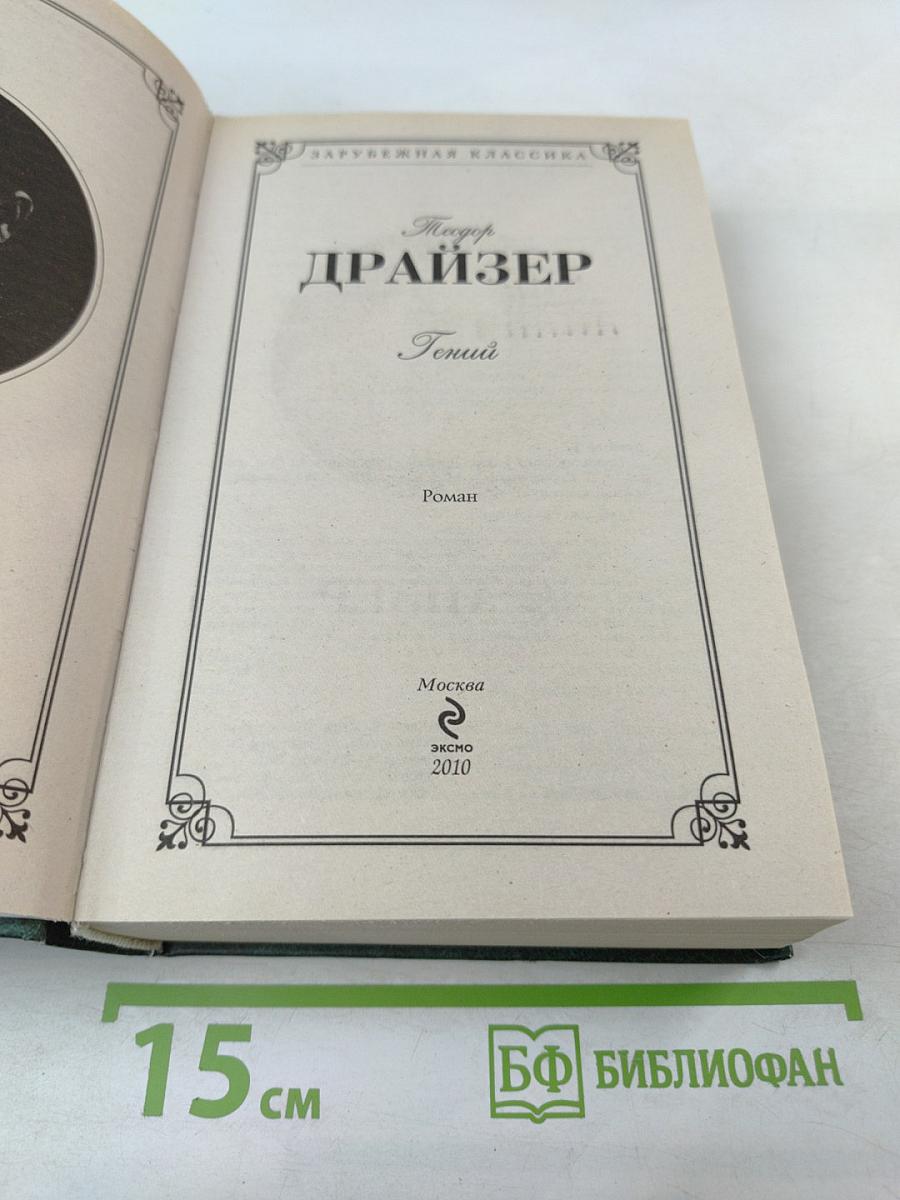 ЗАРУБЕЖНАЯ КЛАССИКА
Теодор
ДРАЙЗЕР
Гений
Роман
Москва
ЭКСМО
2010
15 см
БФ БИБЛИОФАН